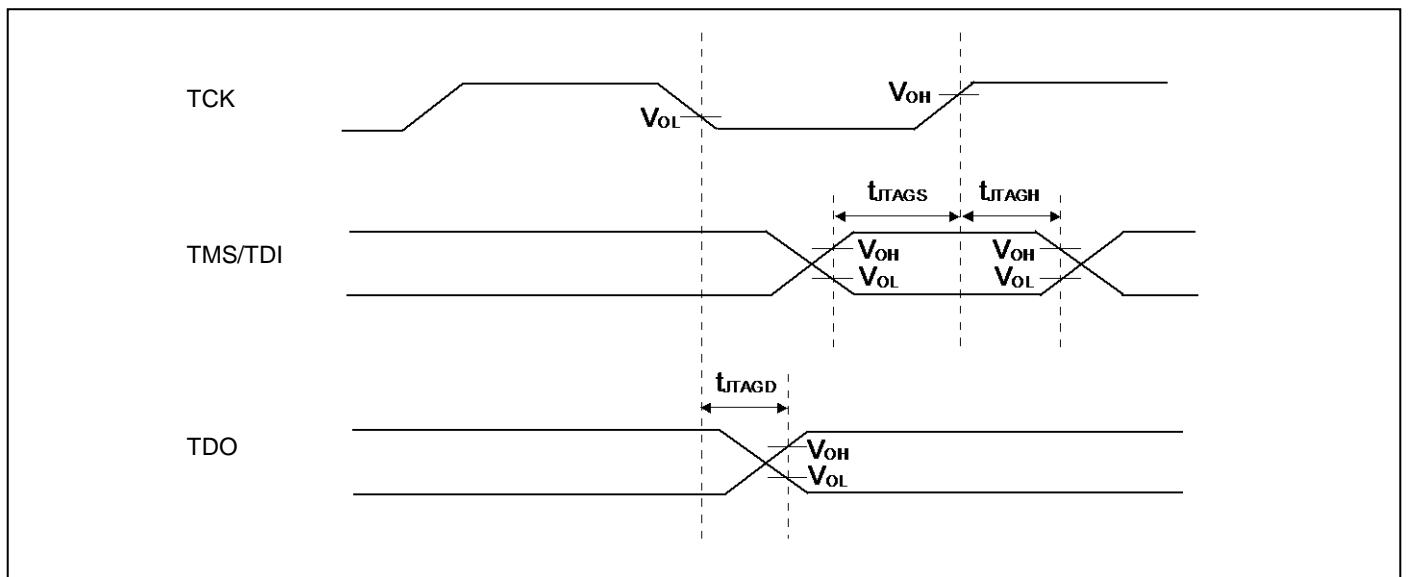 TCK
VOL
VOH
tJTAGS
tJTAGH
TMS/TDI
VOH
VOH
VOL
VOL
tJTAGD
TDO
VOH
VOL